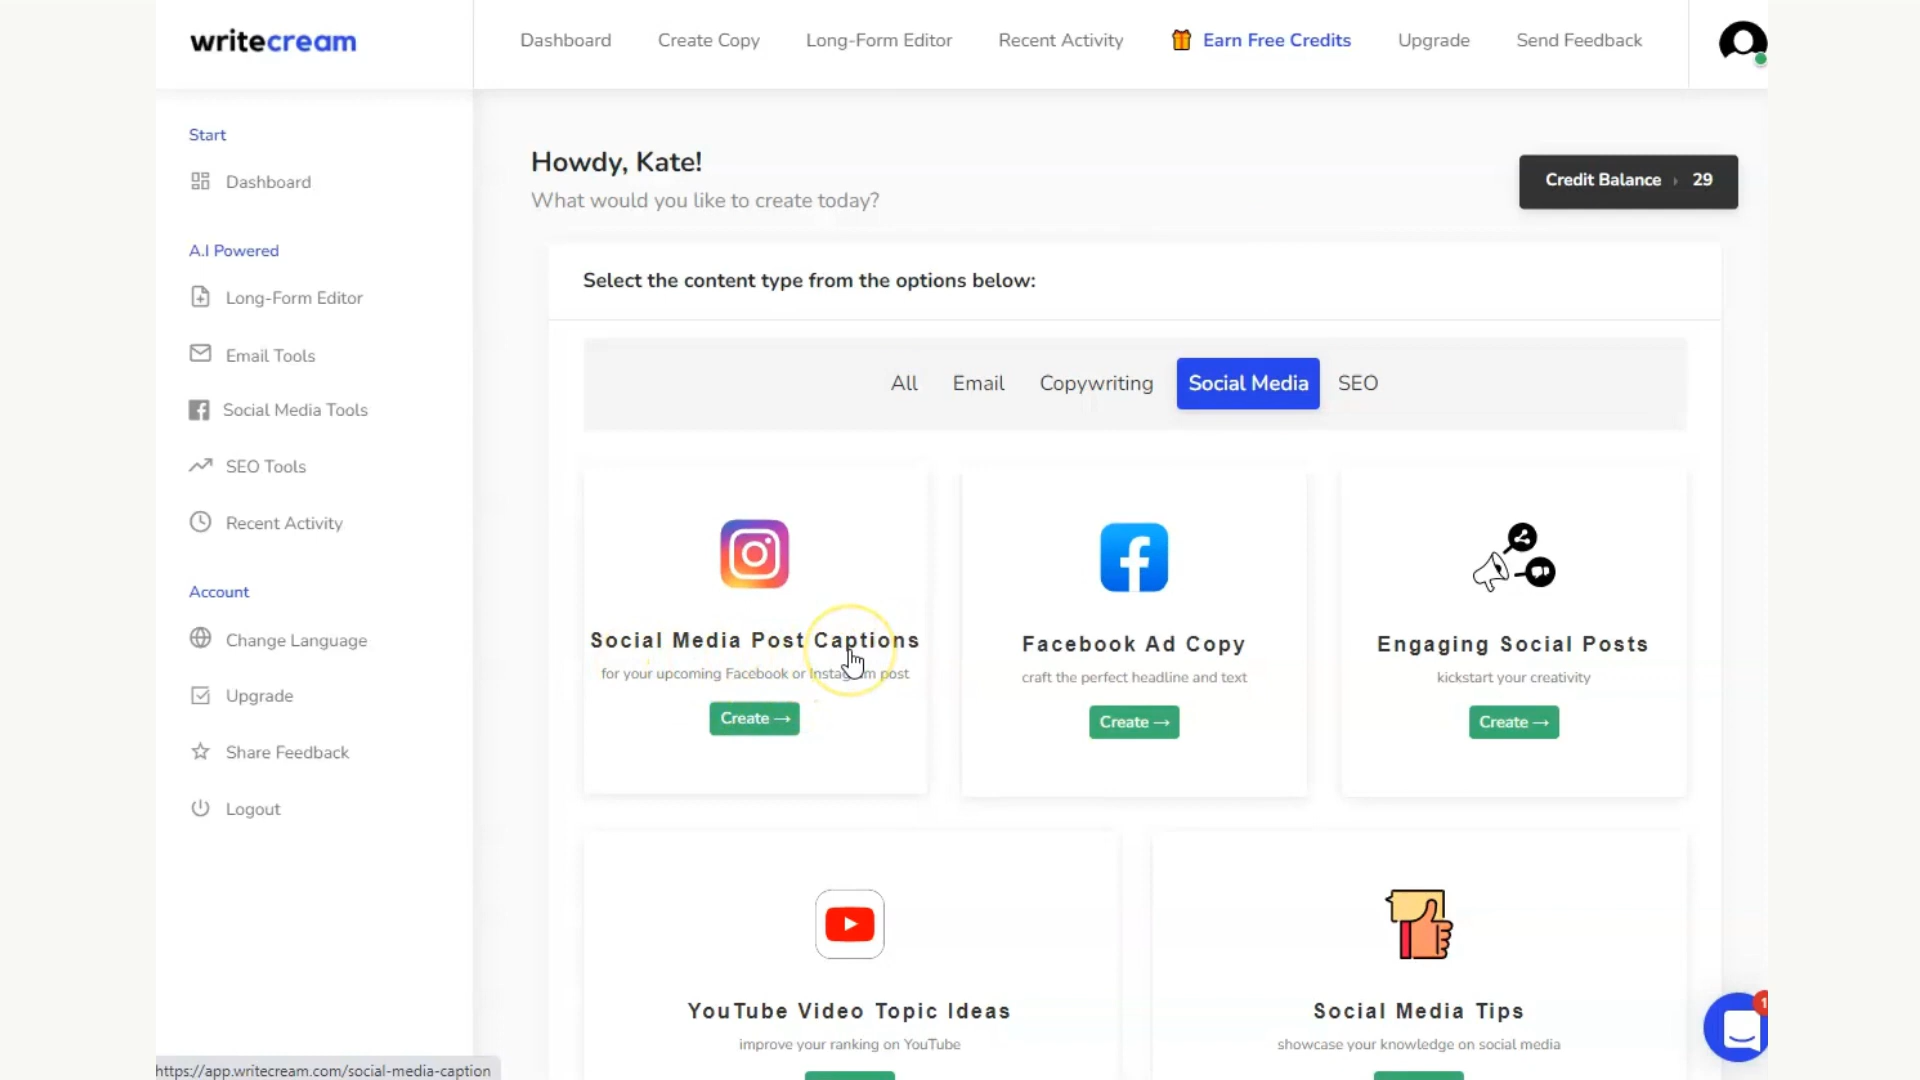 writecream
Dashboard
Create Copy
Long-Form Editor
Recent Activity
Earn Free Credits
Upgrade
Send Feedback
Start
Dashboard
A.I Powered
Long-Form Editor
Email Tools
Social Media Tools
SEO Tools
Recent Activity
Account
Change Language
Upgrade
Share Feedback
Logout
Howdy, Kate!
What would you like to create today?
Credit Balance › 29
Select the content type from the options below:
All
Email
Copywriting
Social Media
SEO
Social Media Post Captions
for your upcoming Facebook or Instagram post
Create →
Facebook Ad Copy
craft the perfect headline and text
Create →
Engaging Social Posts
kickstart your creativity
Create →
YouTube Video Topic Ideas
improve your ranking on YouTube
Social Media Tips
showcase your knowledge on social media
1
https://app.writecream.com/social-media-caption